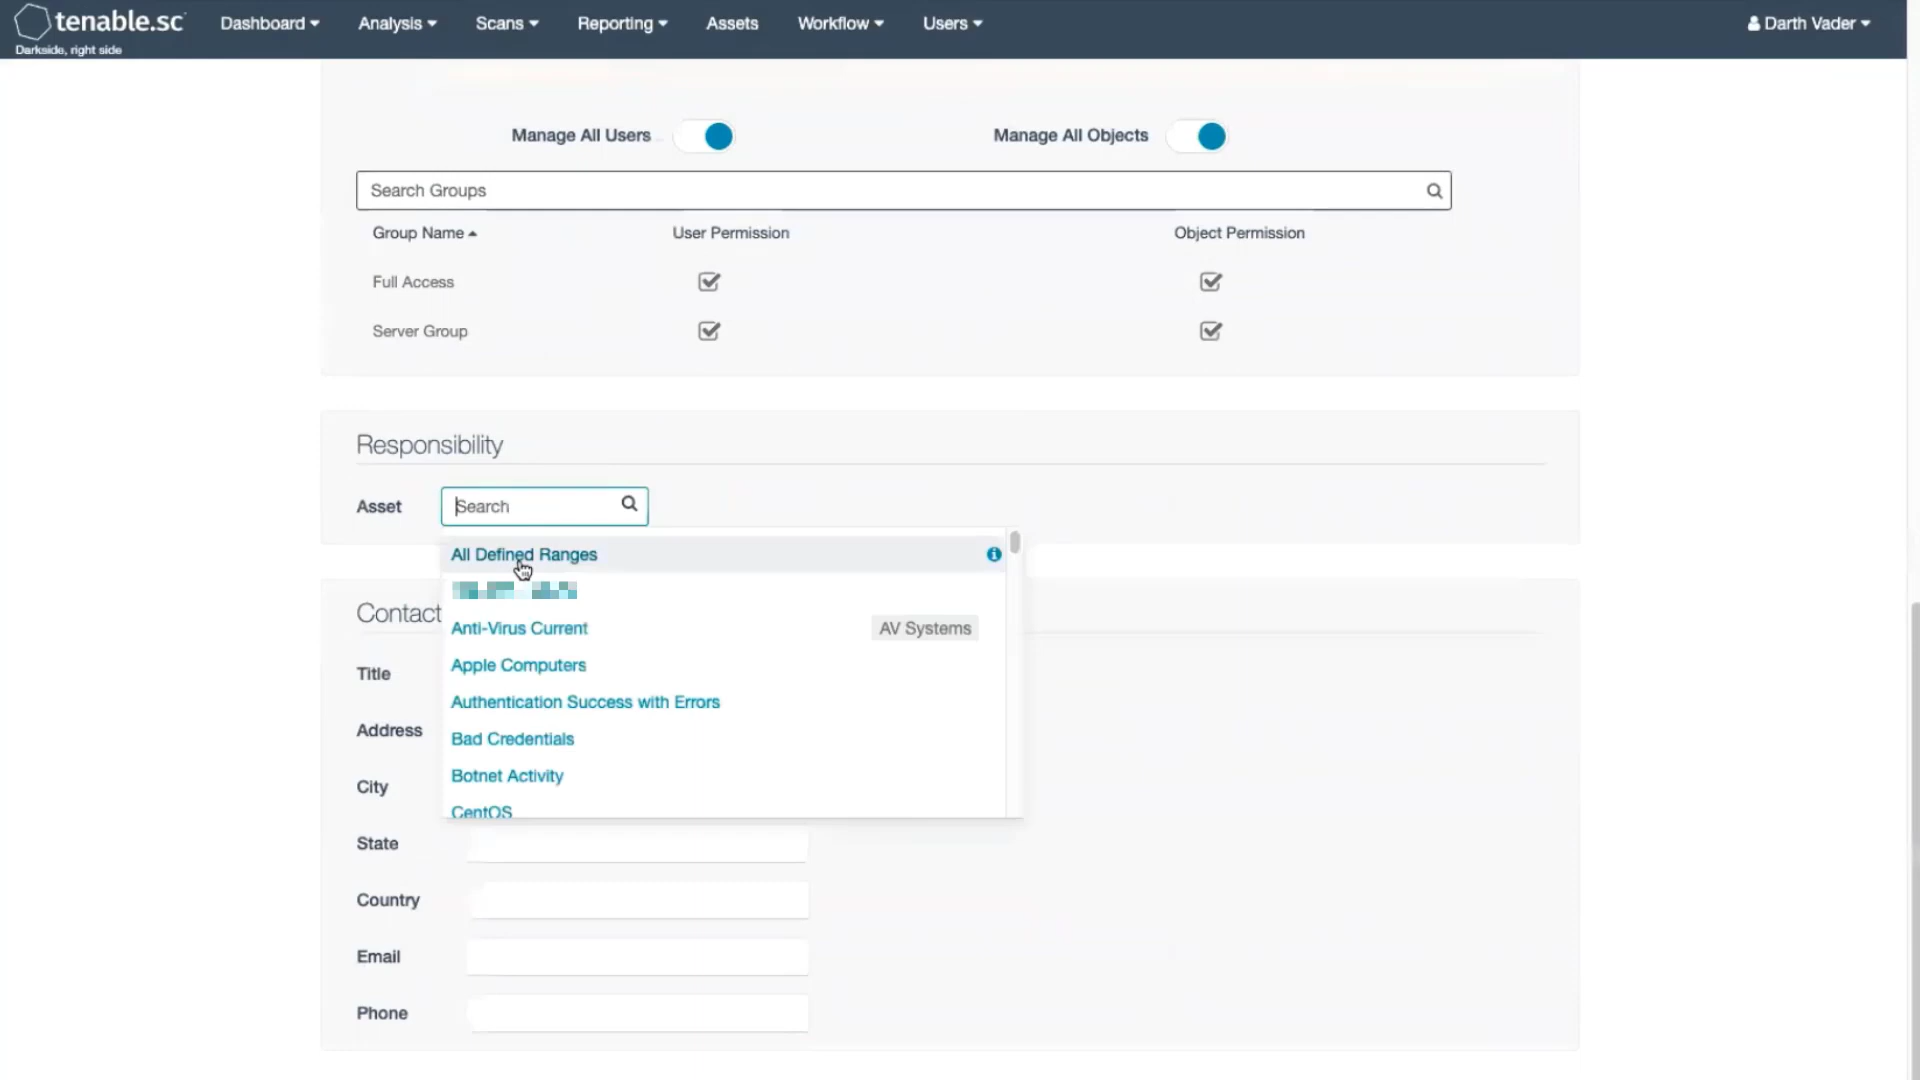 tenable.sc
Darkside, right side
Dashboard Analysis Scans Reporting Assets Workflow Users Darth Vader
Manage All Users Manage All Objects
Search Groups
Group Name User Permission Object Permission
Full Access
Server Group
Responsibility
Asset Search
All Defined Ranges
Anti-Virus Current AV Systems
Apple Computers
Authentication Success with Errors
Bad Credentials
Botnet Activity
CentOS
Contact
Title
Address
City
State
Country
Email
Phone